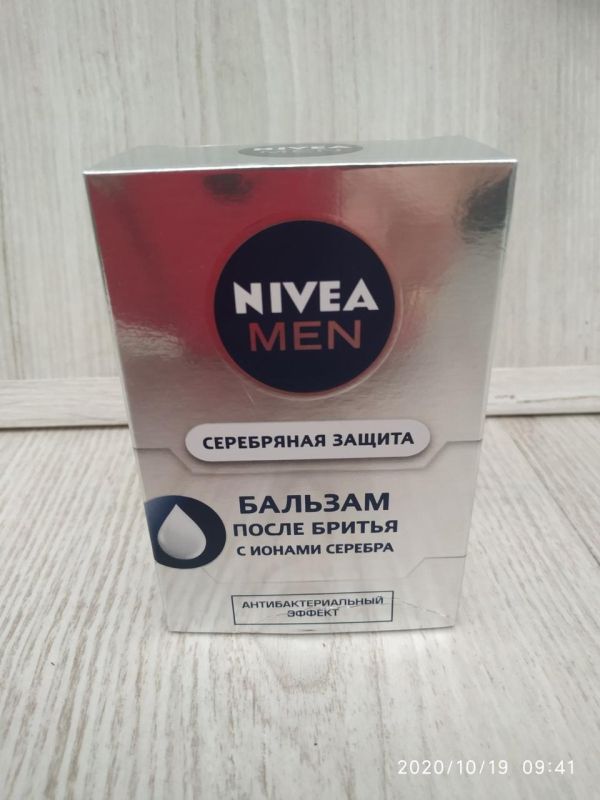 NIVEA
NIVEA
MEN
СЕРЕБРЯНАЯ ЗАЩИТА
БАЛЬЗАМ
ПОСЛЕ БРИТЬЯ
С ИОНАМИ СЕРЕБРА
АНТИБАКТЕРИАЛЬНЫЙ
ЭФФЕКТ
2020/10/19 09:41